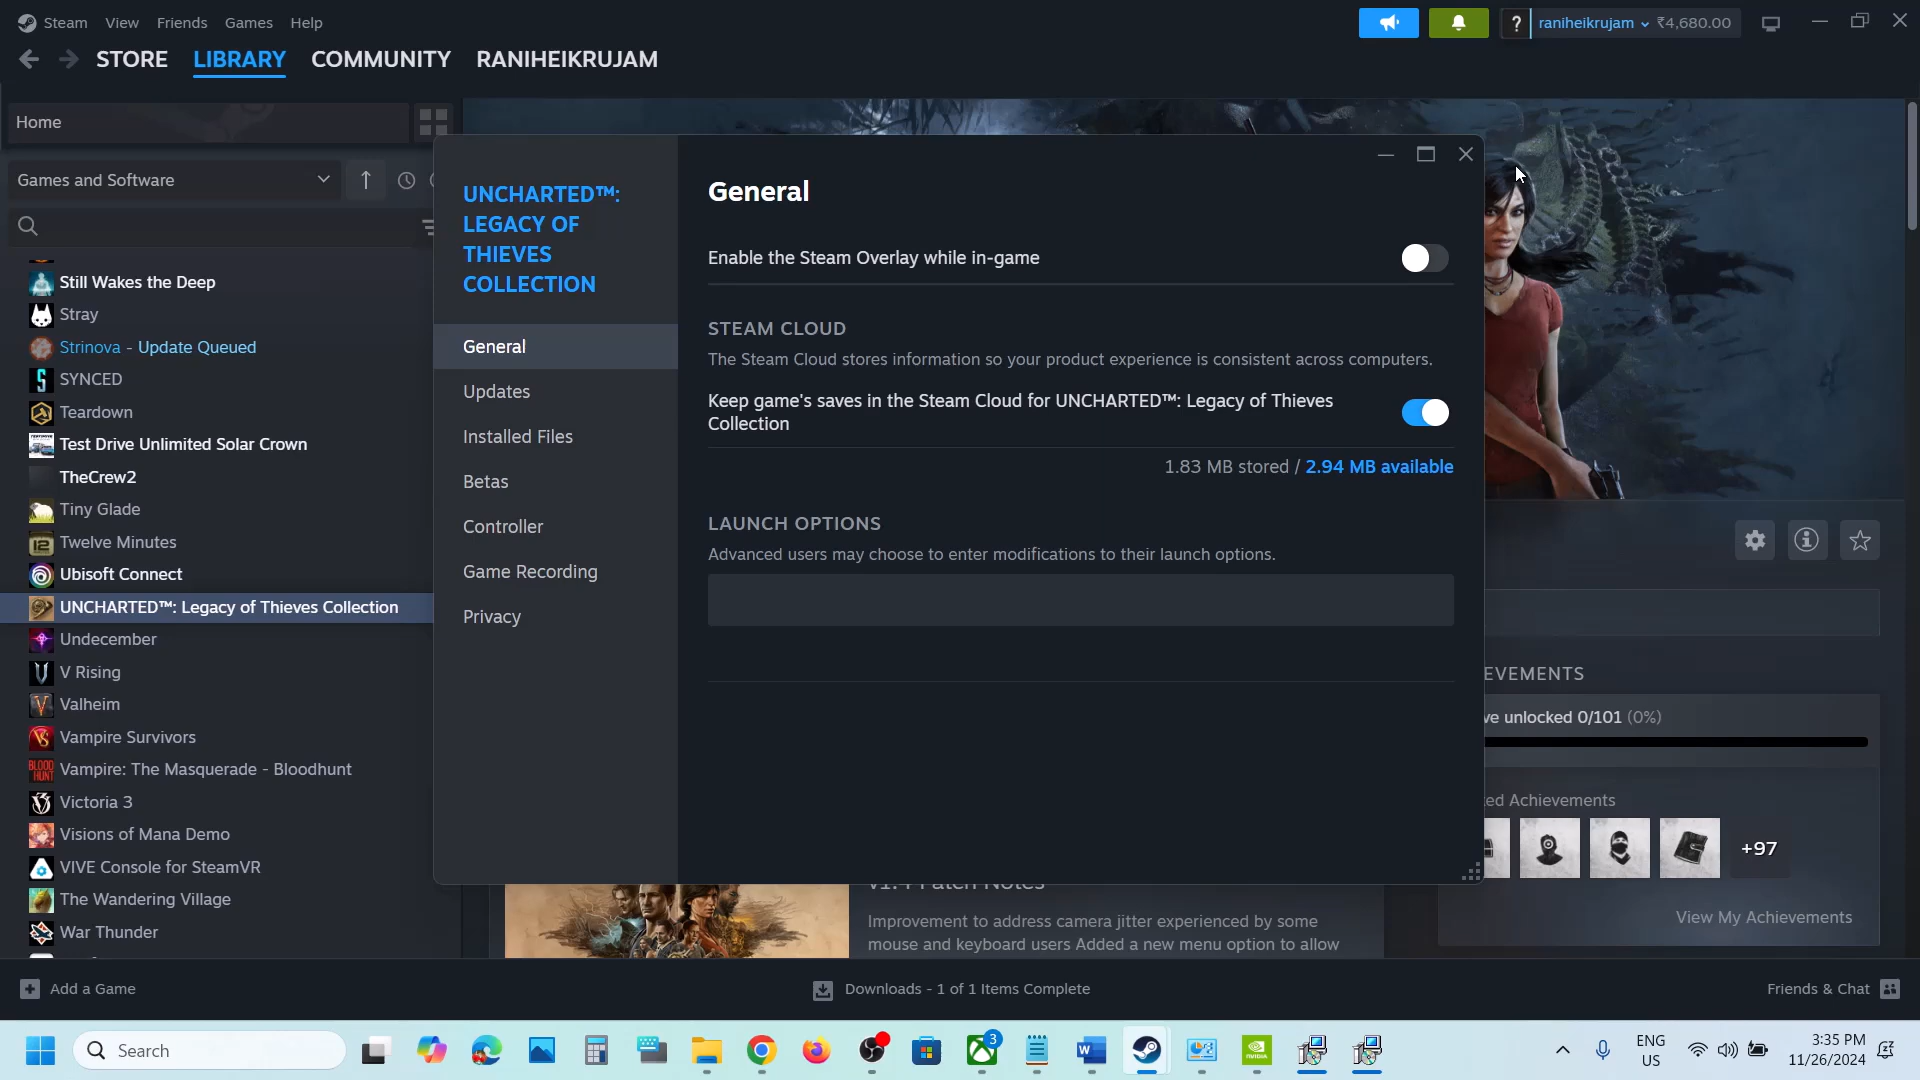 Steam View Friends Games Help
raniheikrujam ₹4,680.00
STORE LIBRARY COMMUNITY RANIHEIKRUJAM
Home
Games and Software
Still Wakes the Deep
Stray
Strinova - Update Queued
SYNCED
Teardown
Test Drive Unlimited Solar Crown
TheCrew2
Tiny Glade
Twelve Minutes
Ubisoft Connect
UNCHARTED™: Legacy of Thieves Collection
Undecember
V Rising
Valheim
Vampire Survivors
Vampire: The Masquerade - Bloodhunt
Victoria 3
Visions of Mana Demo
VIVE Console for SteamVR
The Wandering Village
War Thunder
UNCHARTED™:
LEGACY OF
THIEVES
COLLECTION
General
Updates
Installed Files
Betas
Controller
Game Recording
Privacy
General
Enable the Steam Overlay while in-game
STEAM CLOUD
The Steam Cloud stores information so your product experience is consistent across computers.
Keep game's saves in the Steam Cloud for UNCHARTED™: Legacy of Thieves
Collection
1.83 MB stored / 2.94 MB available
LAUNCH OPTIONS
Advanced users may choose to enter modifications to their launch options.
EVEMENTS
ve unlocked 0/101 (0%)
ed Achievements
+97
View My Achievements
v1.4 Patch Notes
Improvement to address camera jitter experienced by some
mouse and keyboard users Added a new menu option to allow
Add a Game
Downloads - 1 of 1 Items Complete
Friends & Chat
Search
3
ENG
US
3:35 PM
11/26/2024